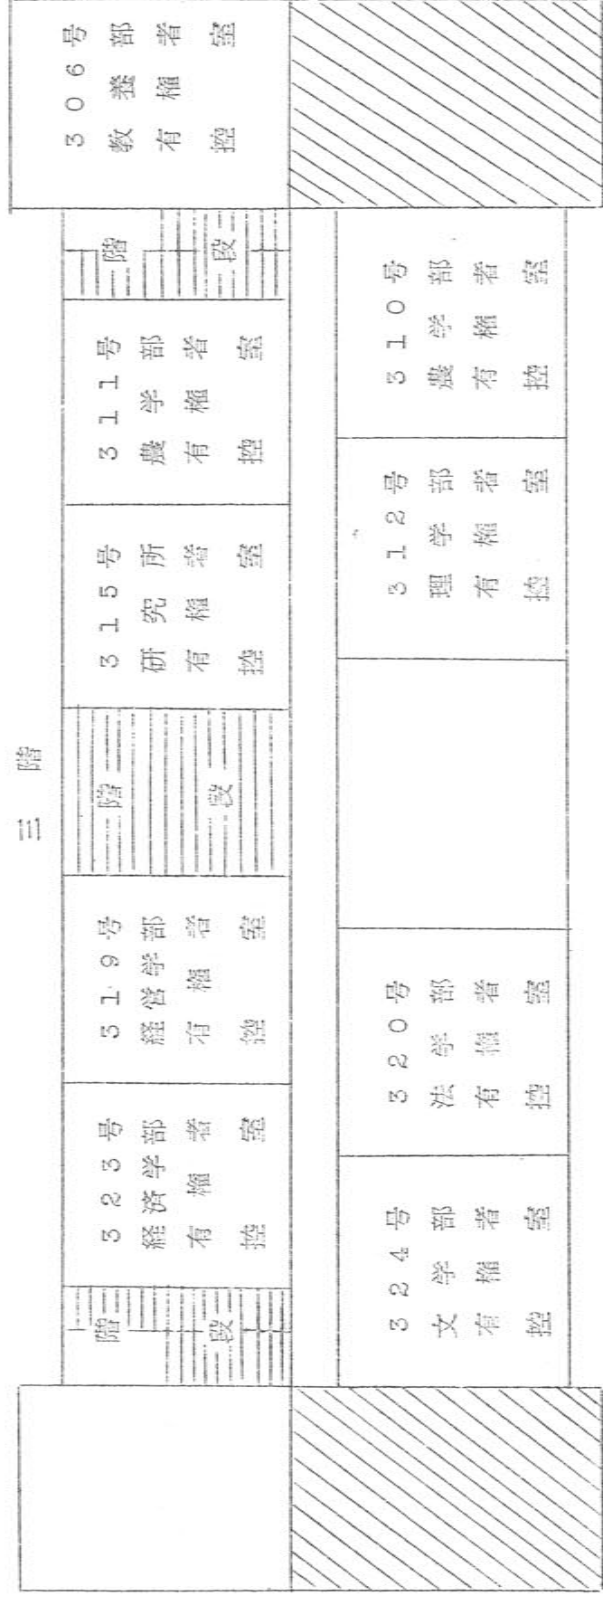 三階
階段
323号
経済学部
有権者
控室
319号
経営学部
有権者
控室
階段
315号
研究所
有権者
控室
311号
農学部
有権者
控室
階段
306号
教養部
有権者
控室
324号
文学部
有権者
控室
320号
法学部
有権者
控室
312号
理学部
有権者
控室
310号
農学部
有権者
控室